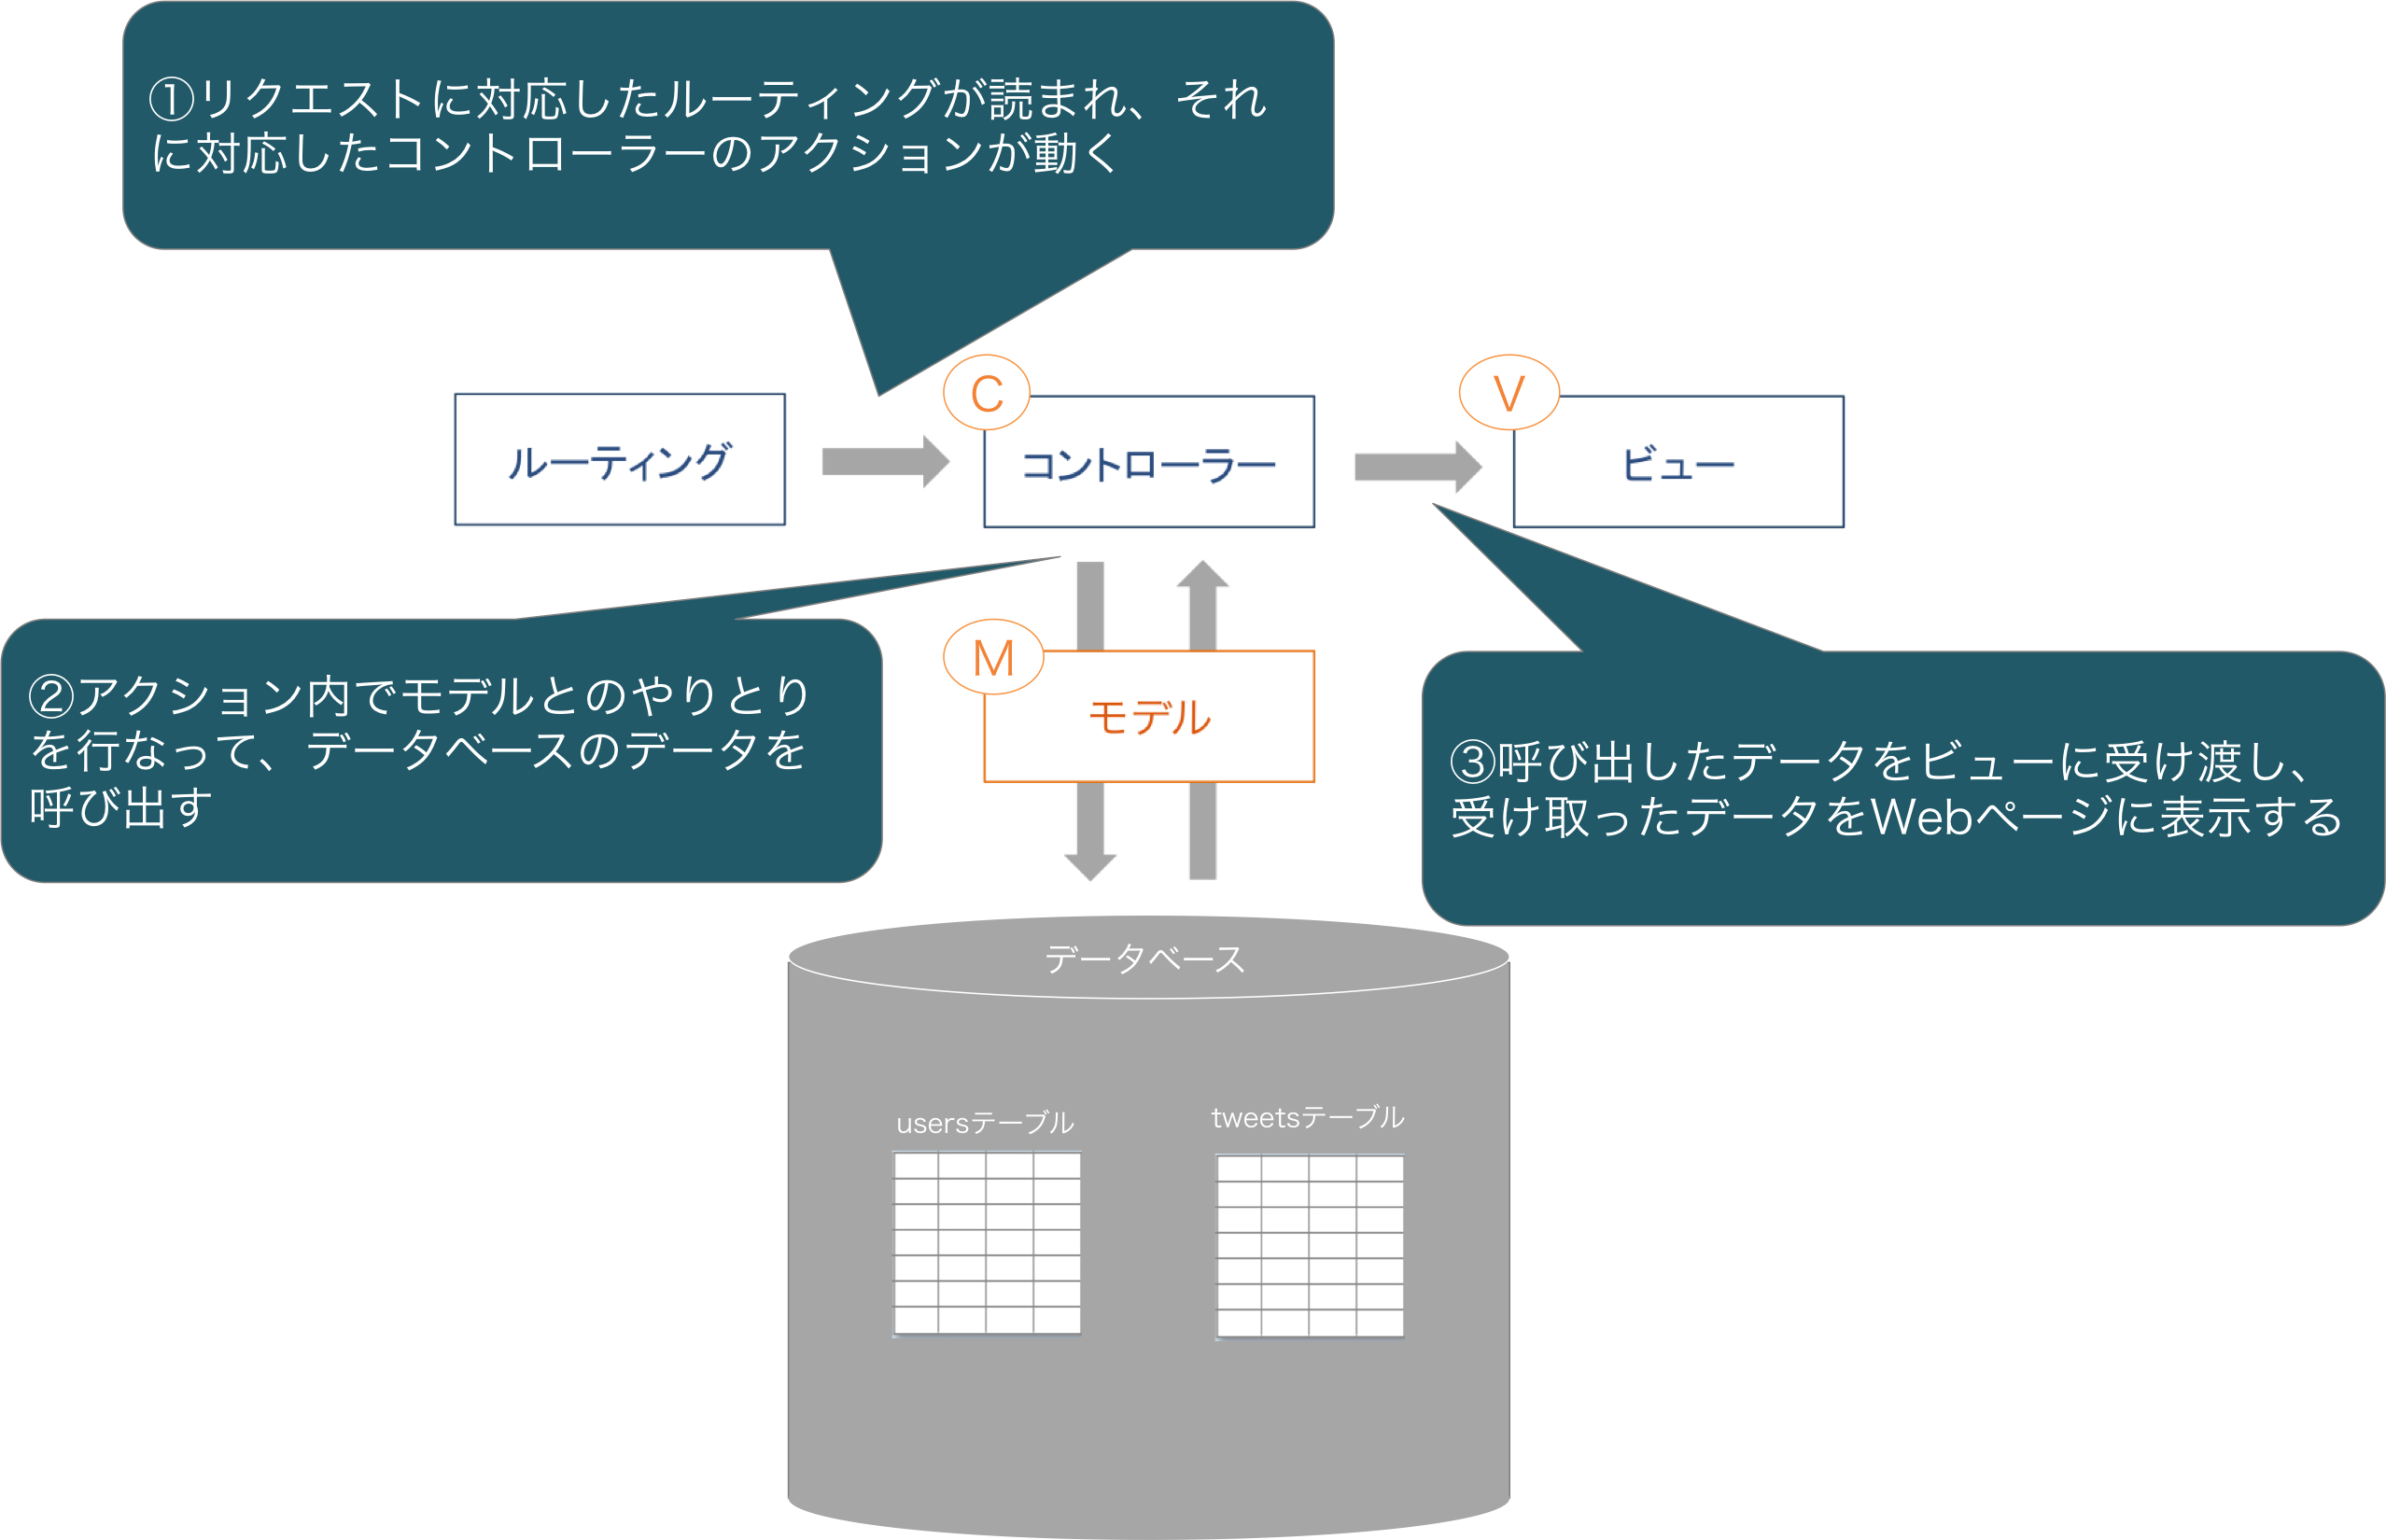 ①リクエストに対応したルーティングが読まれ、それ
に対応したコントローラーのアクションが動く
C
V
ルーティング
コントローラー
ビュー
②アクション内でモデルとのやりとり
を行なって、データベースのデータを
呼び出す
M
モデル
③呼び出したデータをビューに受け渡し、
受け取ったデータをWebページに表示する
データベース
usersテーブル
tweetsテーブル